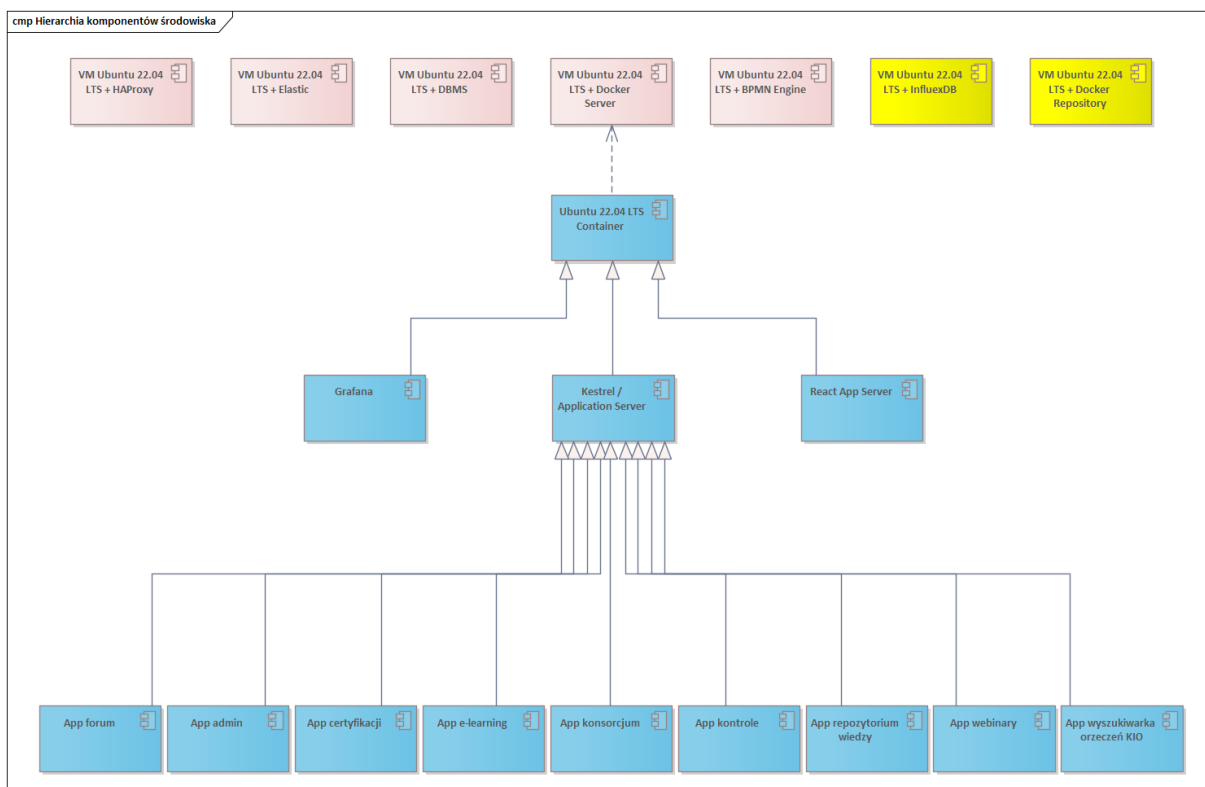 cmp Hierarchia komponentów środowiska
VM Ubuntu 22.04
LTS + HAProxy
VM Ubuntu 22.04
LTS + Elastic
VM Ubuntu 22.04
LTS + DBMS
VM Ubuntu 22.04
LTS + Docker
Server
VM Ubuntu 22.04
LTS + BPMN Engine
VM Ubuntu 22.04
LTS + InfluexDB
VM Ubuntu 22.04
LTS + Docker
Repository
Ubuntu 22.04 LTS
Container
Grafana
Kestrel /
Application Server
React App Server
App forum
App admin
App certyfikacji
App e-learning
App konsorcjum
App kontrole
App repozytorium
wiedzy
App webinary
App wyszukiwarka
orzeczeń KIO